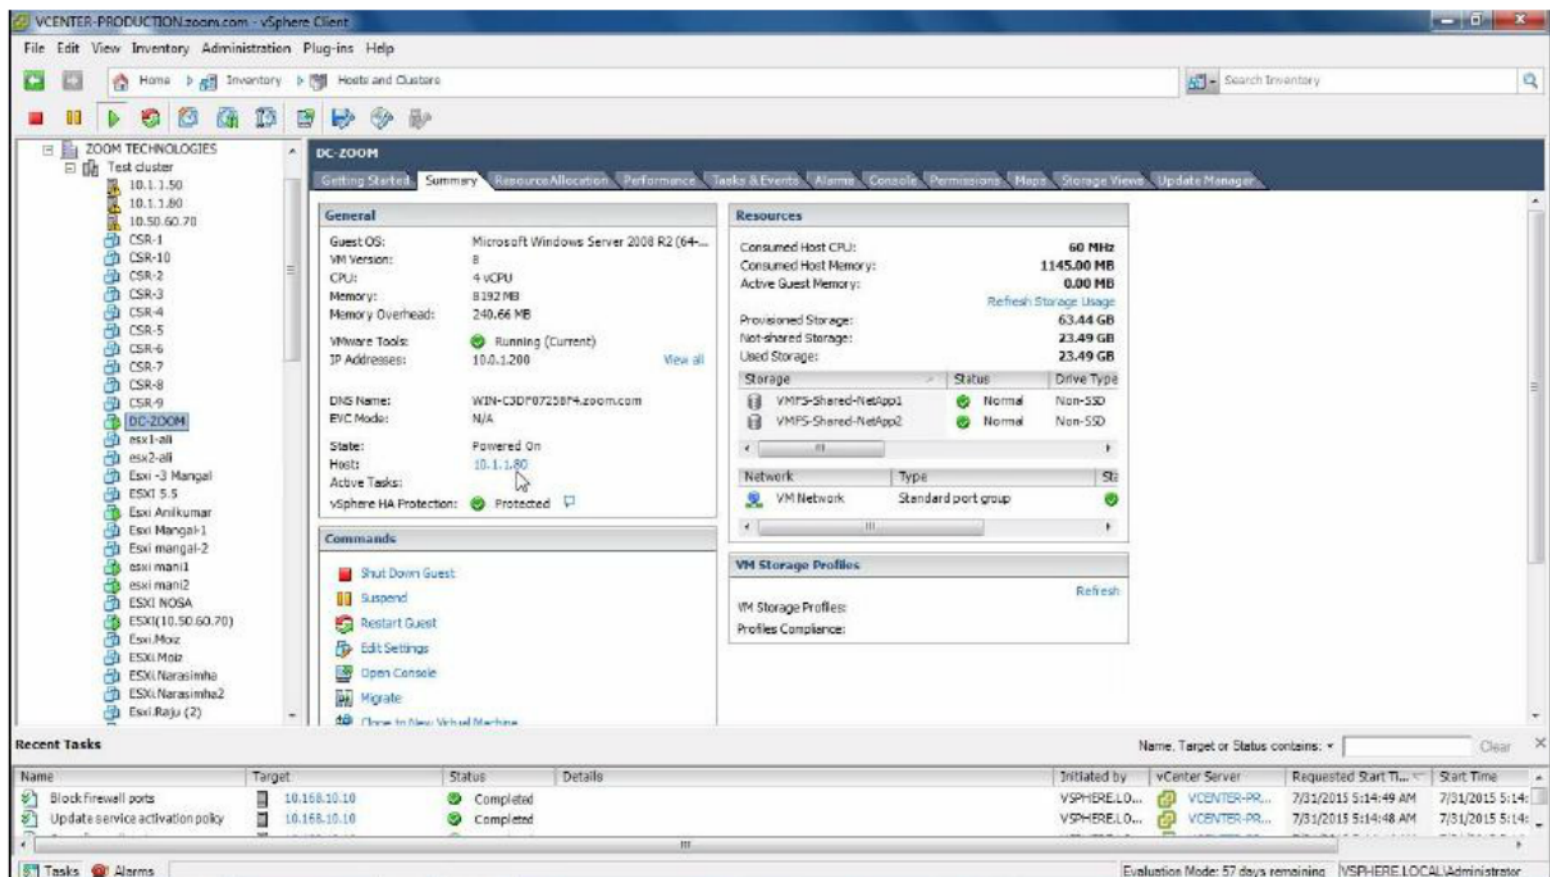 VCENTER-PRODUCTION.zoom.com - vSphere Client
File Edit View Inventory Administration Plug-ins Help
Home Inventory Hosts and Clusters Search Inventory
ZOOM TECHNOLOGIES
Test cluster
10.1.1.50
10.1.1.80
10.50.60.70
CSR-1
CSR-10
CSR-2
CSR-3
CSR-4
CSR-5
CSR-6
CSR-7
CSR-8
CSR-9
DC-ZOOM
esx1-ali
esx2-ali
Esxi -3 Mangal
ESXI 5.5
Esxi Anilkumar
Esxi Mangal-1
Esxi mangal-2
esxi mani1
esxi mani2
ESXI NOSA
ESXI(10.50.60.70)
Esxi.Moiz
ESXi.Moiz
ESXi.Narasimha
ESXi.Narasimha2
Esxi.Raju (2)
DC-ZOOM
Getting Started Summary Resource Allocation Performance Tasks & Events Alarms Console Permissions Maps Storage Views Update Manager
General
Guest OS: Microsoft Windows Server 2008 R2 (64-...
VM Version: 8
CPU: 4 vCPU
Memory: 8192 MB
Memory Overhead: 240.66 MB
VMware Tools: Running (Current)
IP Addresses: 10.0.1.200 View all
DNS Name: .zoom.com
EVC Mode: N/A
State: Powered On
Host: 10.1.1.80
Active Tasks:
vSphere HA Protection: Protected
Commands
Shut Down Guest
Suspend
Restart Guest
Edit Settings
Open Console
Migrate
Clone to New Virtual Machine
Resources
Consumed Host CPU: 60 MHz
Consumed Host Memory: 1145.00 MB
Active Guest Memory: 0.00 MB
Refresh Storage Usage
Provisioned Storage: 63.44 GB
Not-shared Storage: 23.49 GB
Used Storage: 23.49 GB
Storage Status Drive Type
VMFS-Shared-NetApp1 Normal Non-SSD
VMFS-Shared-NetApp2 Normal Non-SSD
Network Type Sta
VM Network Standard port group
VM Storage Profiles
Refresh
VM Storage Profiles:
Profiles Compliance:
Recent Tasks Name, Target or Status contains: Clear
Name Target Status Details Initiated by vCenter Server Requested Start Ti... Start Time
Block firewall ports 10.168.10.10 Completed VSPHERE.LO... VCENTER-PR... 7/31/2015 5:14:49 AM 7/31/2015 5:14:
Update service activation policy 10.168.10.10 Completed VSPHERE.LO... VCENTER-PR... 7/31/2015 5:14:48 AM 7/31/2015 5:14:
Tasks Alarms Evaluation Mode: 57 days remaining VSPHERE.LOCAL\Administrator